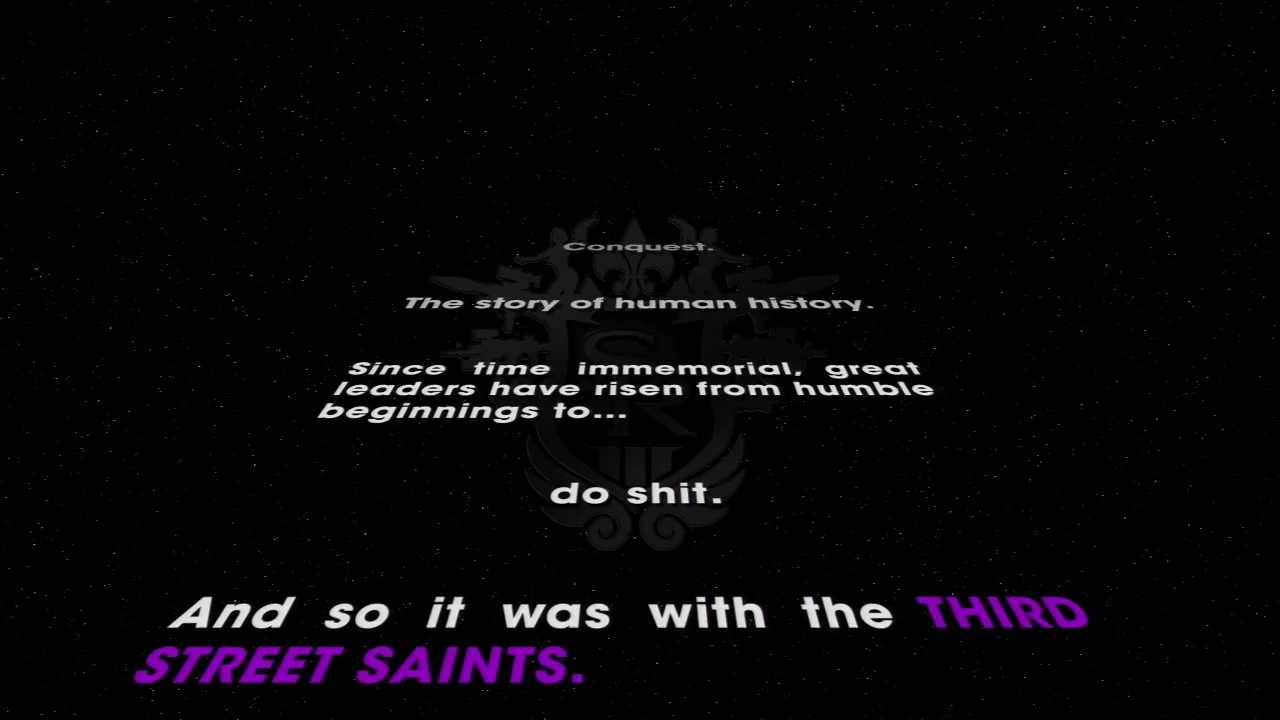 Conquest.
The story of human history.
Since time immemorial, great
leaders have risen from humble
beginnings to...
do shit.
And so it was with the THIRD
STREET SAINTS.